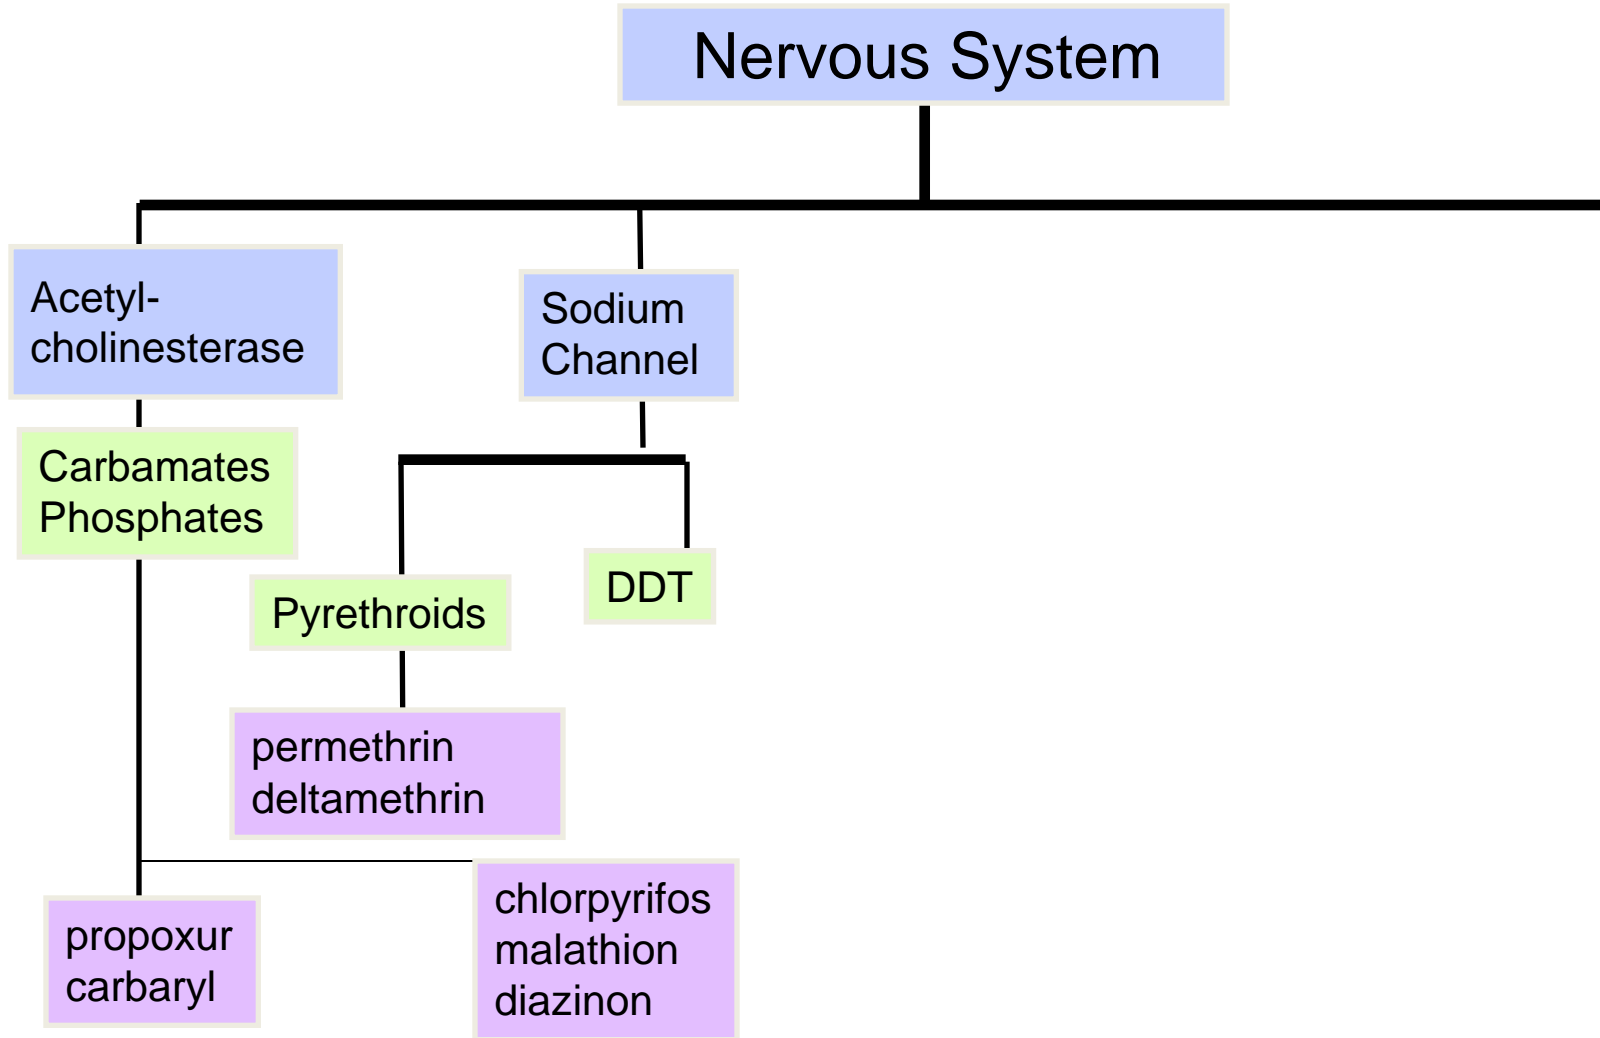 Nervous System
Acetyl-
cholinesterase
Sodium
Channel
Carbamates
Phosphates
Pyrethroids
DDT
permethrin
deltamethrin
propoxur
carbaryl
chlorpyrifos
malathion
diazinon